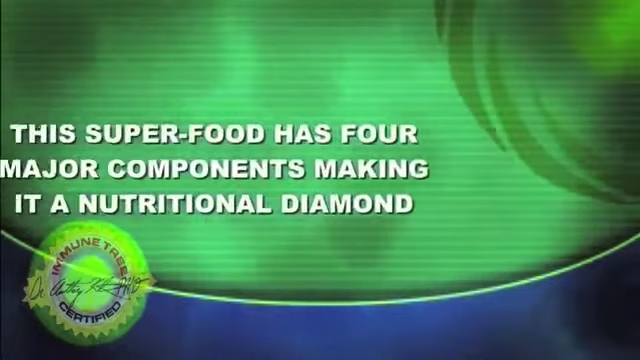 THIS SUPER-FOOD HAS FOUR
MAJOR COMPONENTS MAKING
IT A NUTRITIONAL DIAMOND
IMMUNE TREE
CERTIFIED